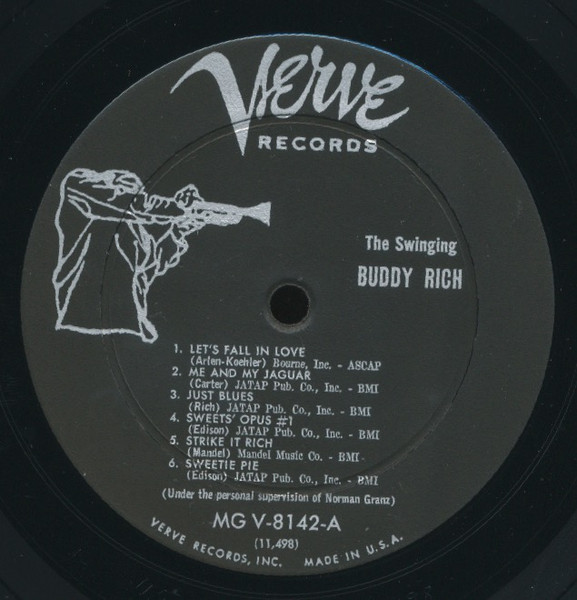 Verve
RECORDS
The Swinging
BUDDY RICH
1. LET'S FALL IN LOVE
(Arlen-Koehler) Bourne, Inc. - ASCAP
2. ME AND MY JAGUAR
(Carter) JATAP Pub. Co., Inc. - BMI
3. JUST BLUES
(Rich) JATAP Pub. Co., Inc. - BMI
4. SWEETS' OPUS #1
(Edison) JATAP Pub. Co., Inc. - BMI
5. STRIKE IT RICH
(Mandel) Mandel Music Co. - BMI
6. SWEETIE PIE
(Edison) JATAP Pub. Co., Inc. - BMI
(Under the personal supervision of Norman Granz)
MG V-8142-A
(11,498)
VERVE RECORDS, INC. MADE IN U.S.A.